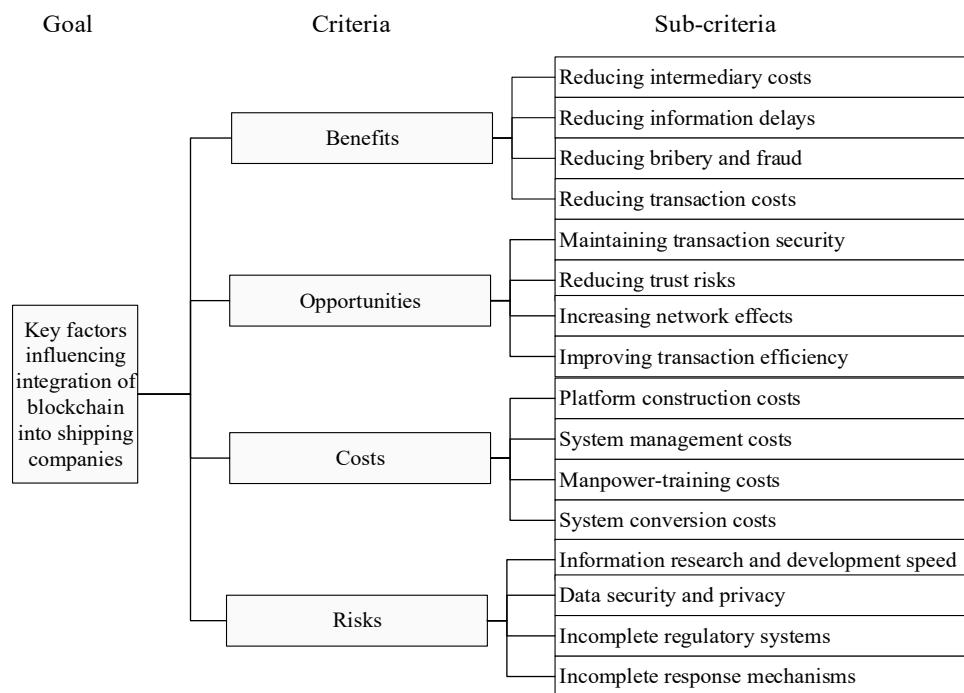 Goal
Criteria
Sub-criteria
Key factors
influencing
integration of
blockchain
into shipping
companies
Benefits
Reducing intermediary costs
Reducing information delays
Reducing bribery and fraud
Reducing transaction costs
Opportunities
Maintaining transaction security
Reducing trust risks
Increasing network effects
Improving transaction efficiency
Costs
Platform construction costs
System management costs
Manpower-training costs
System conversion costs
Risks
Information research and development speed
Data security and privacy
Incomplete regulatory systems
Incomplete response mechanisms